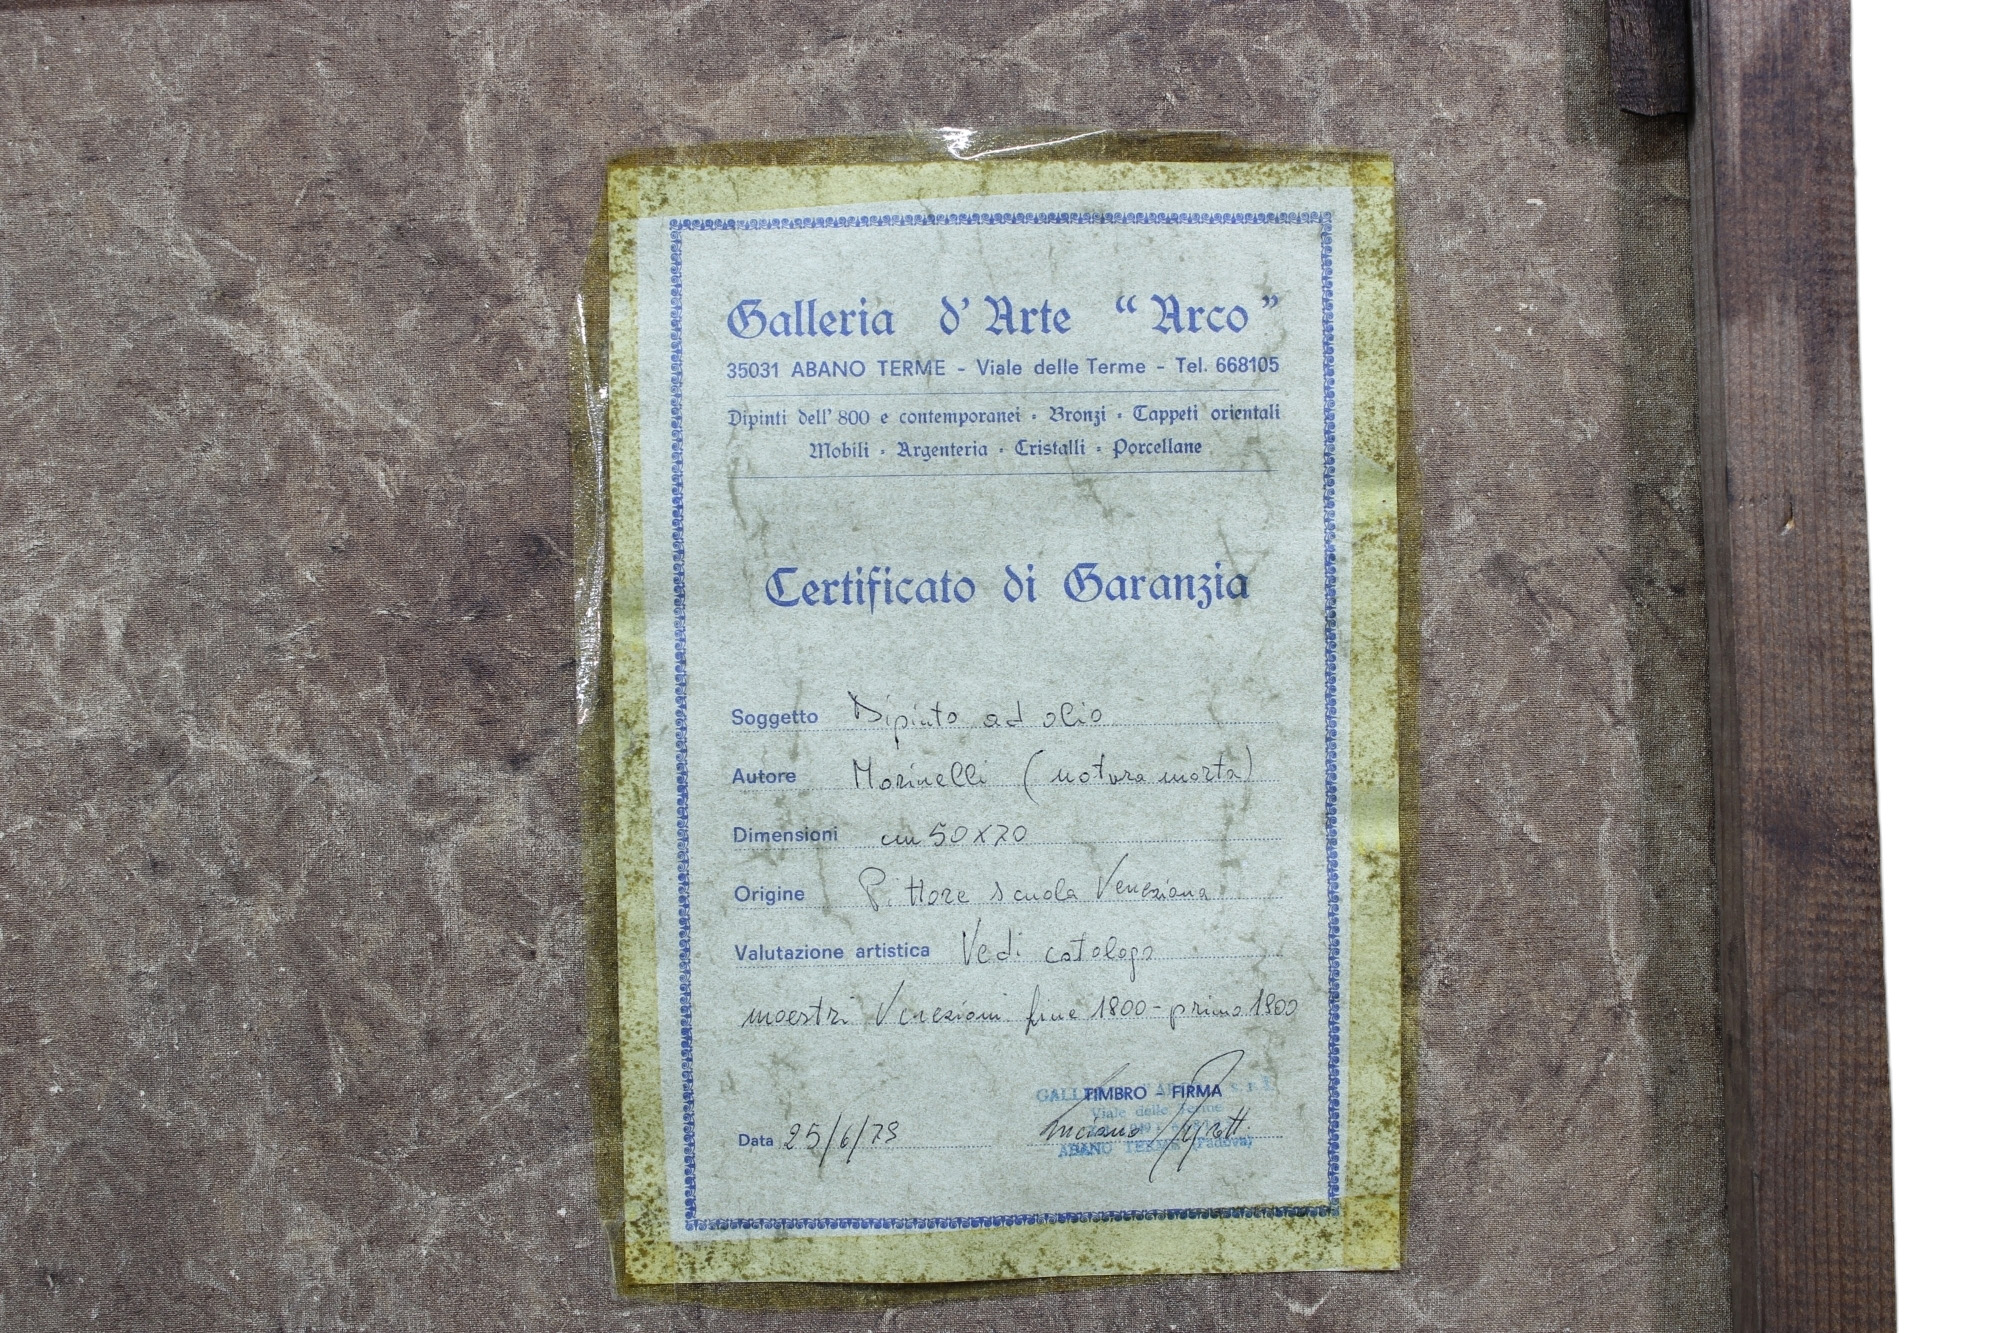 Galleria d'Arte “Arco”
35031 ABANO TERME - Viale delle Terme - Tel. 668105
Dipinti dell' 800 e contemporanei - Bronzi - Tappeti orientali
Mobili - Argenteria - Cristalli - Porcellane
Certificato di Garanzia
Soggetto Dipinto ad olio
Autore Morinelli (natura morta)
Dimensioni cm 50x70
Origine Pittore scuola Veneziana
Valutazione artistica Vedi catalogo
maestri Veneziani fine 1800 - primo 1900
TIMBRO - FIRMA
Viale delle Terme
Data 25/6/79 Luciano
ABANO TERME (Padova)